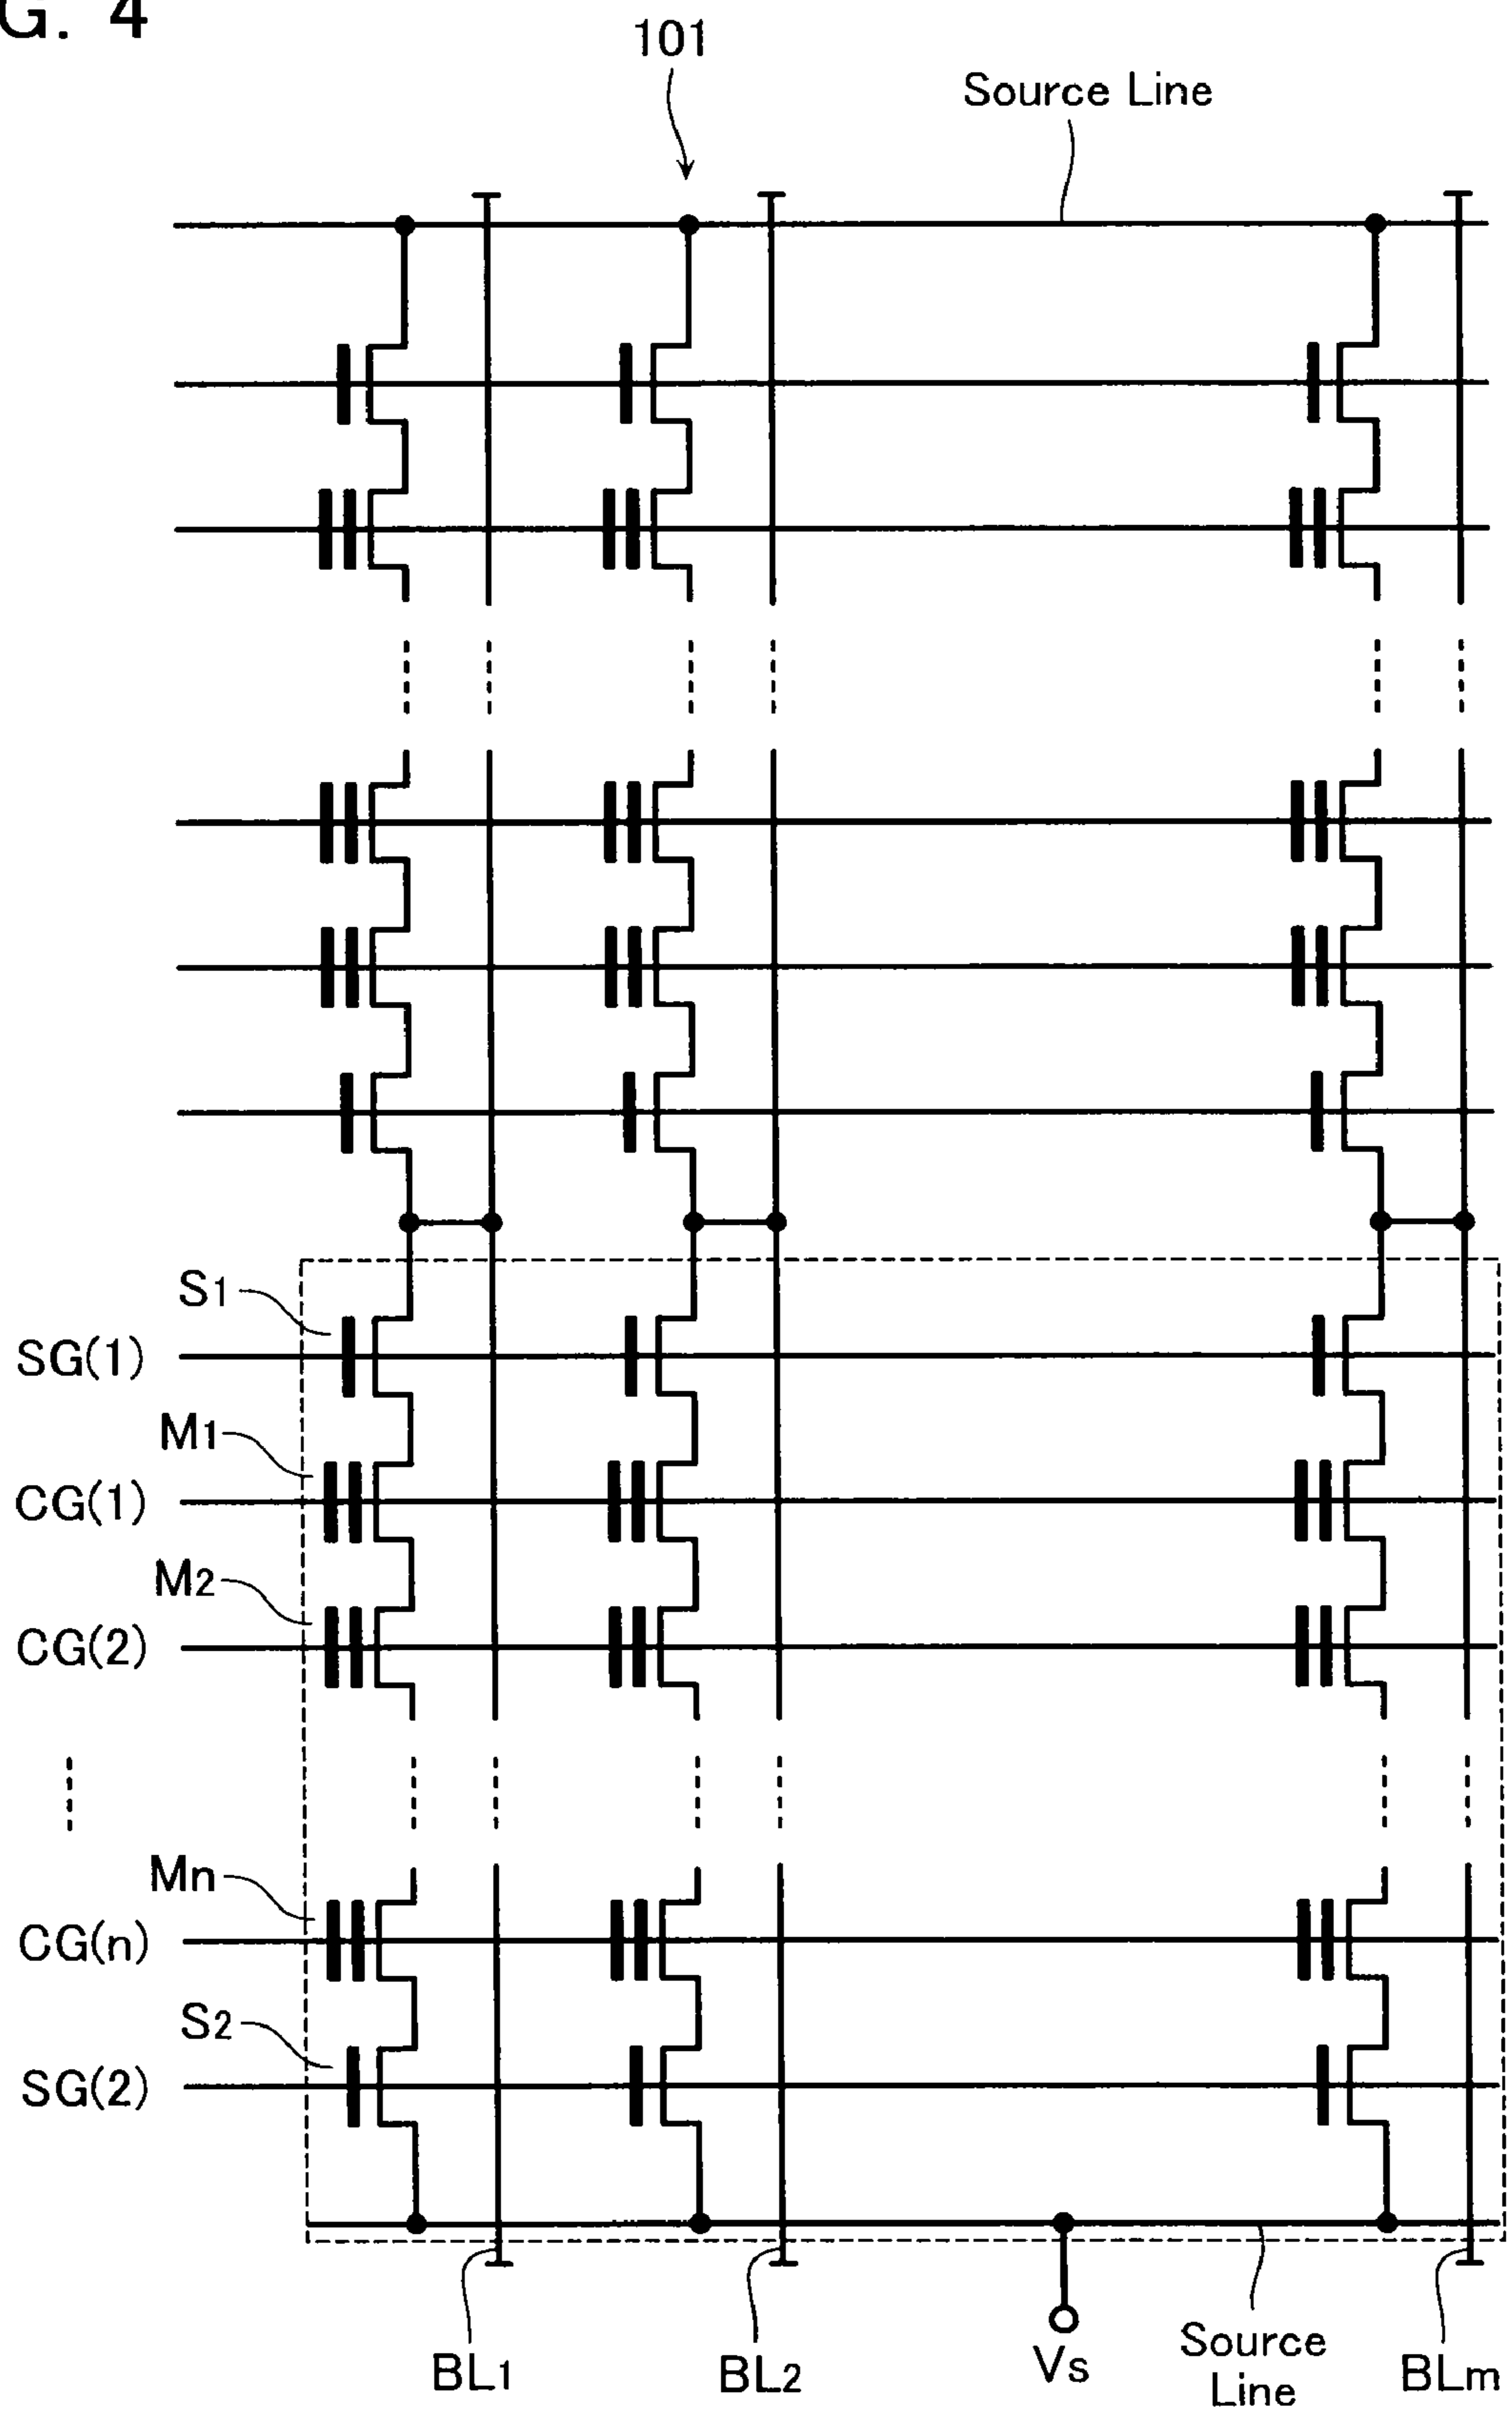 G. 4
101
Source Line
S1
SG(1)
M1
CG(1)
M2
CG(2)
Mn
CG(n)
S2
SG(2)
BL1
BL2
Vs
Source
Line
BLm